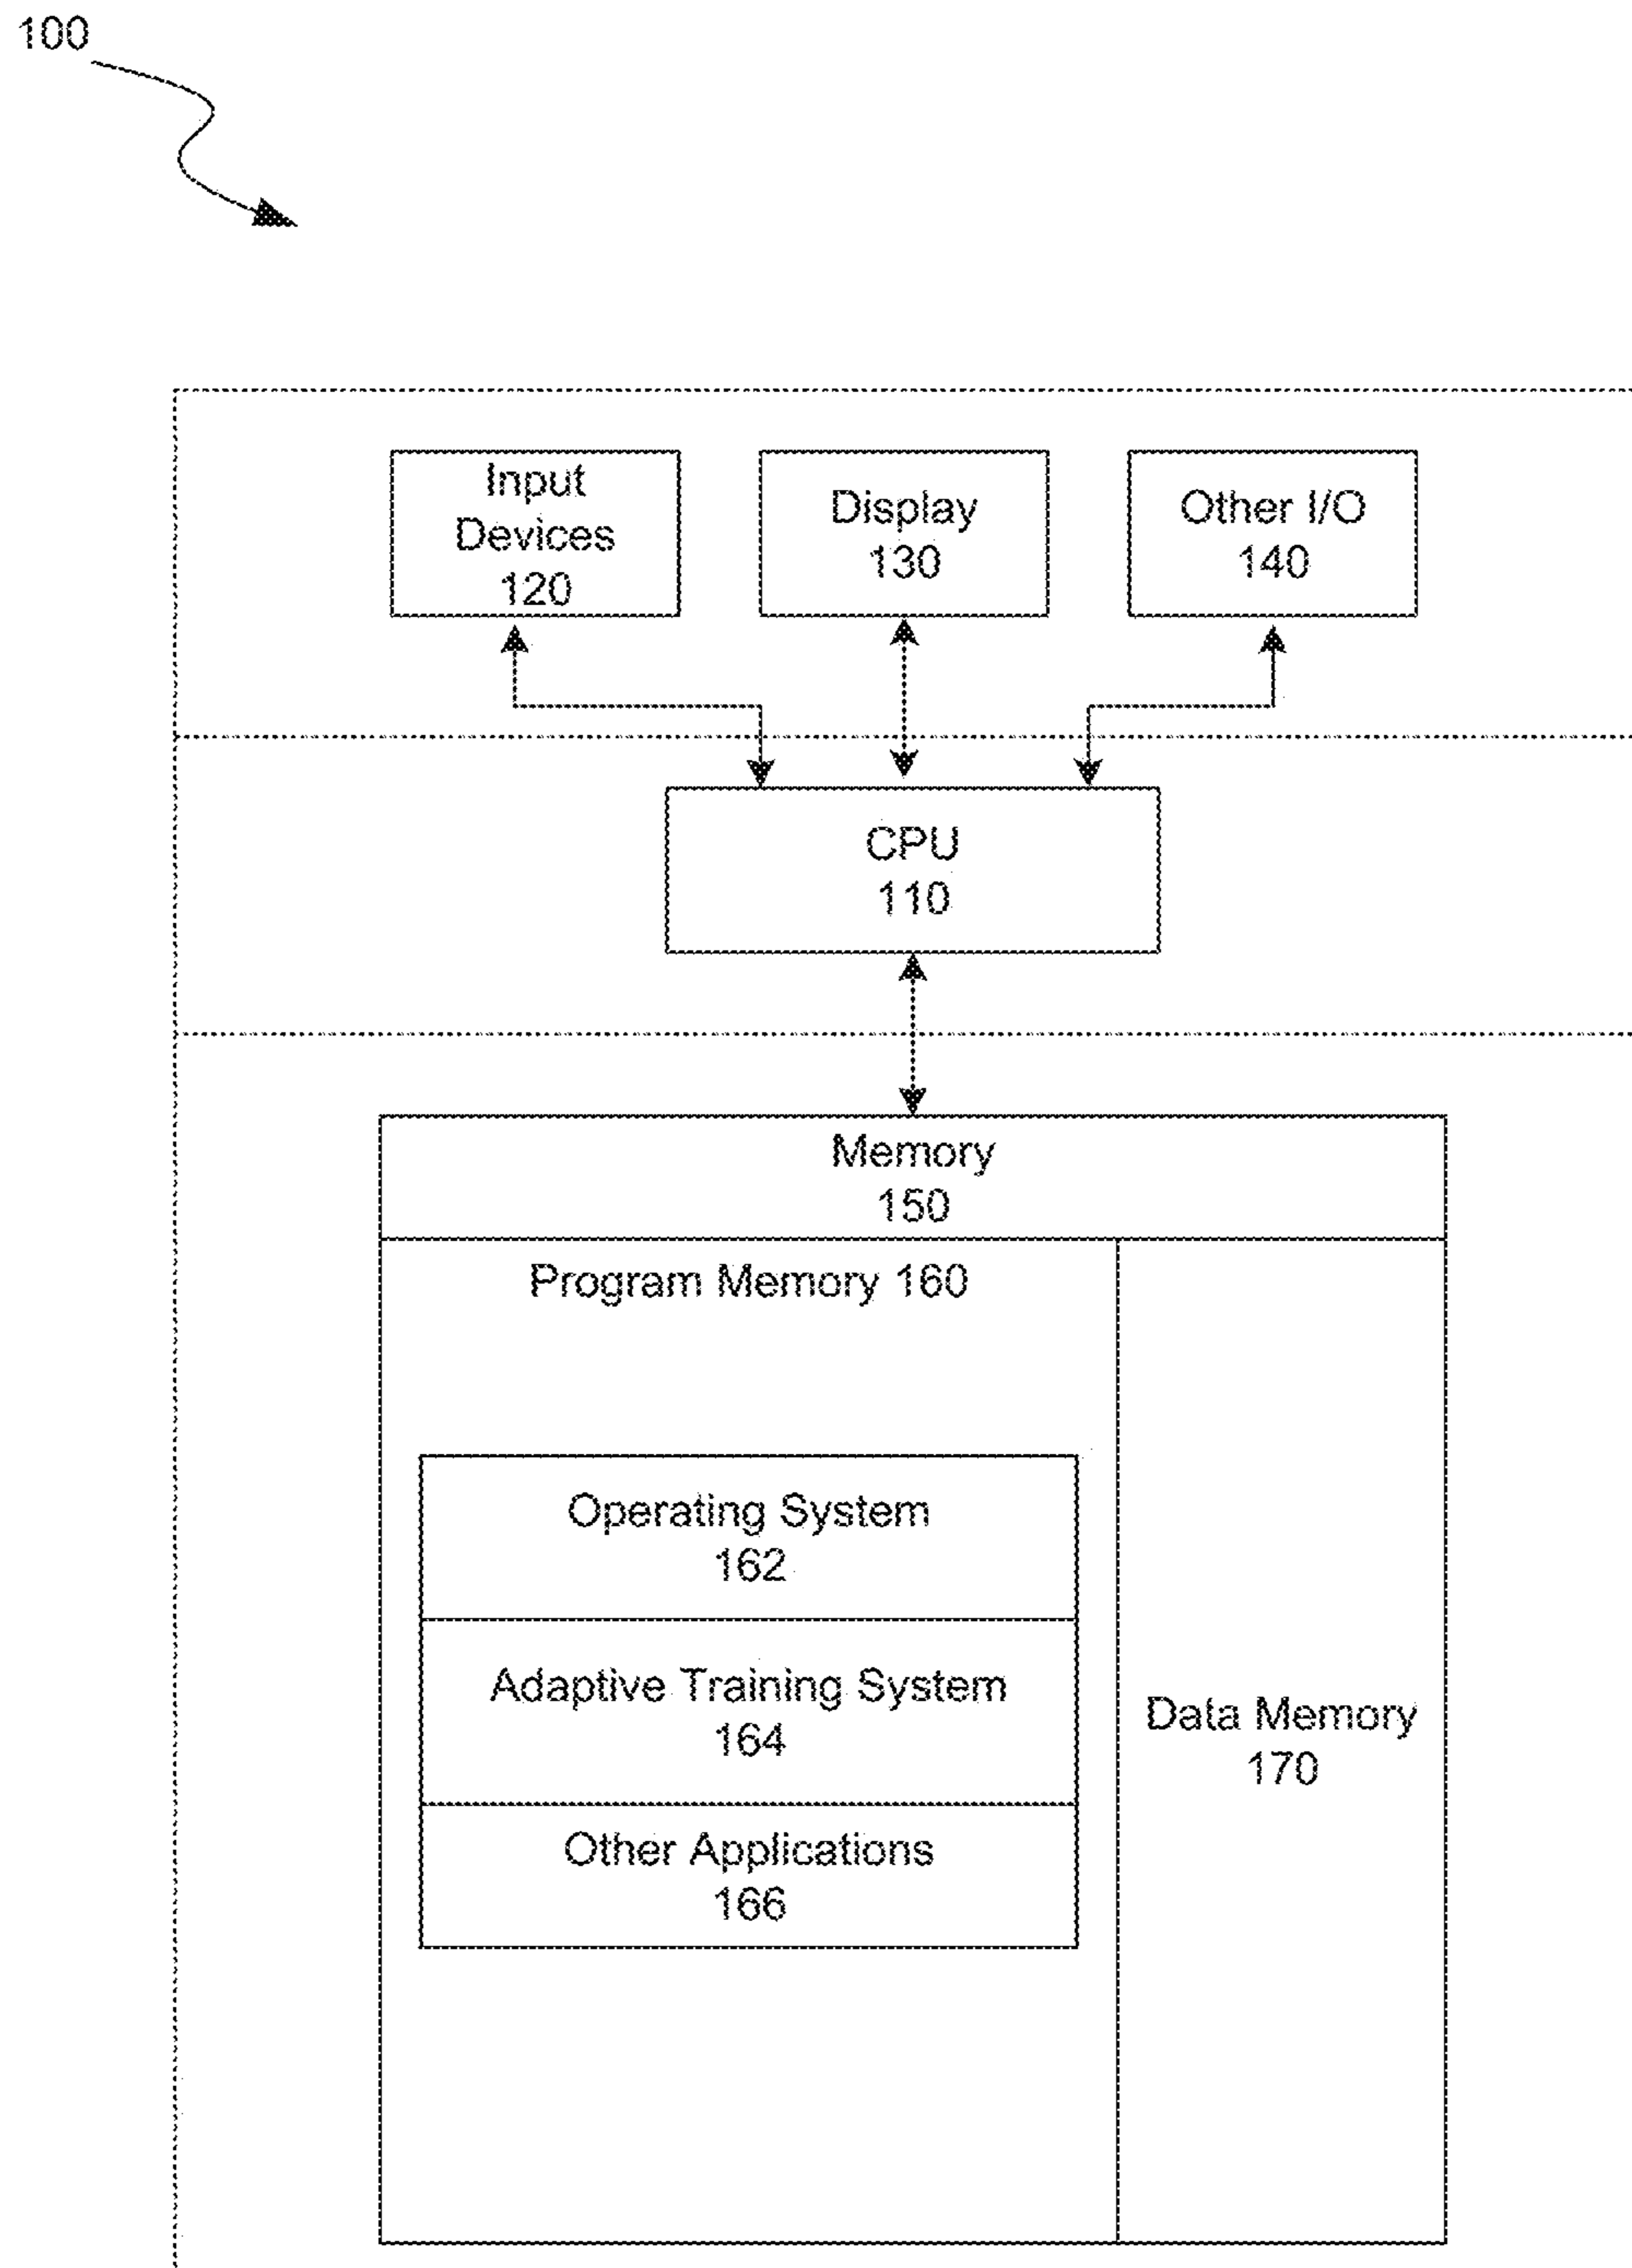 100
Input
Devices
120
Display
130
Other I/O
140
CPU
110
Memory
150
Program Memory 160
Operating System
162
Adaptive Training System
164
Other Applications
166
Data Memory
170